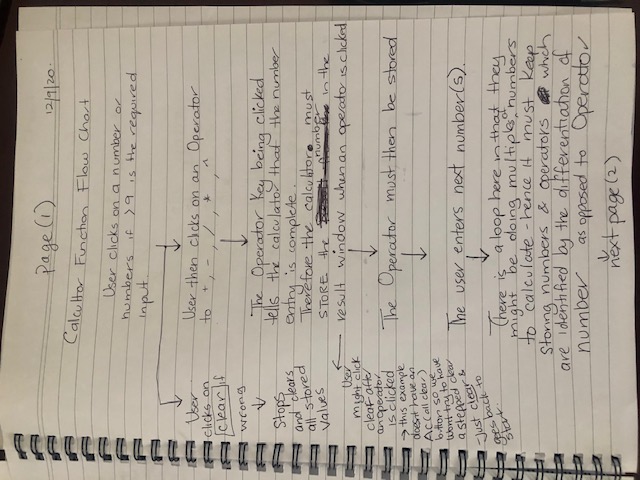 page (1)
12/9/20.
Calcultor Function Flow Chart
User clicks on a number or
numbers if >9 is the required
input.
User then clicks on an Operator
to +, -, /, *, ^
The Operator Key being clicked
tells the calculator that the number
entry is complete.
Therefore the calcultor must
STORE the number in the
result window when an operator is clicked
The Operator must then be stored
The user enters next number(s).
There is a loop here in that they
might be doing multiples of numbers
to calculate - hence it must keep
storing numbers & operators which
are identified by the differentiation of
number as opposed to Operator
next page (2)
User
clicks on
clear if
wrong
Stops
and clears
all stored
values
User
might click
clear after
an operator
is clicked
→ this example
doesnt have an
AC (all clear)
button so we
wont try to have
a stepped clear
- Just clear &
goes back to
start.